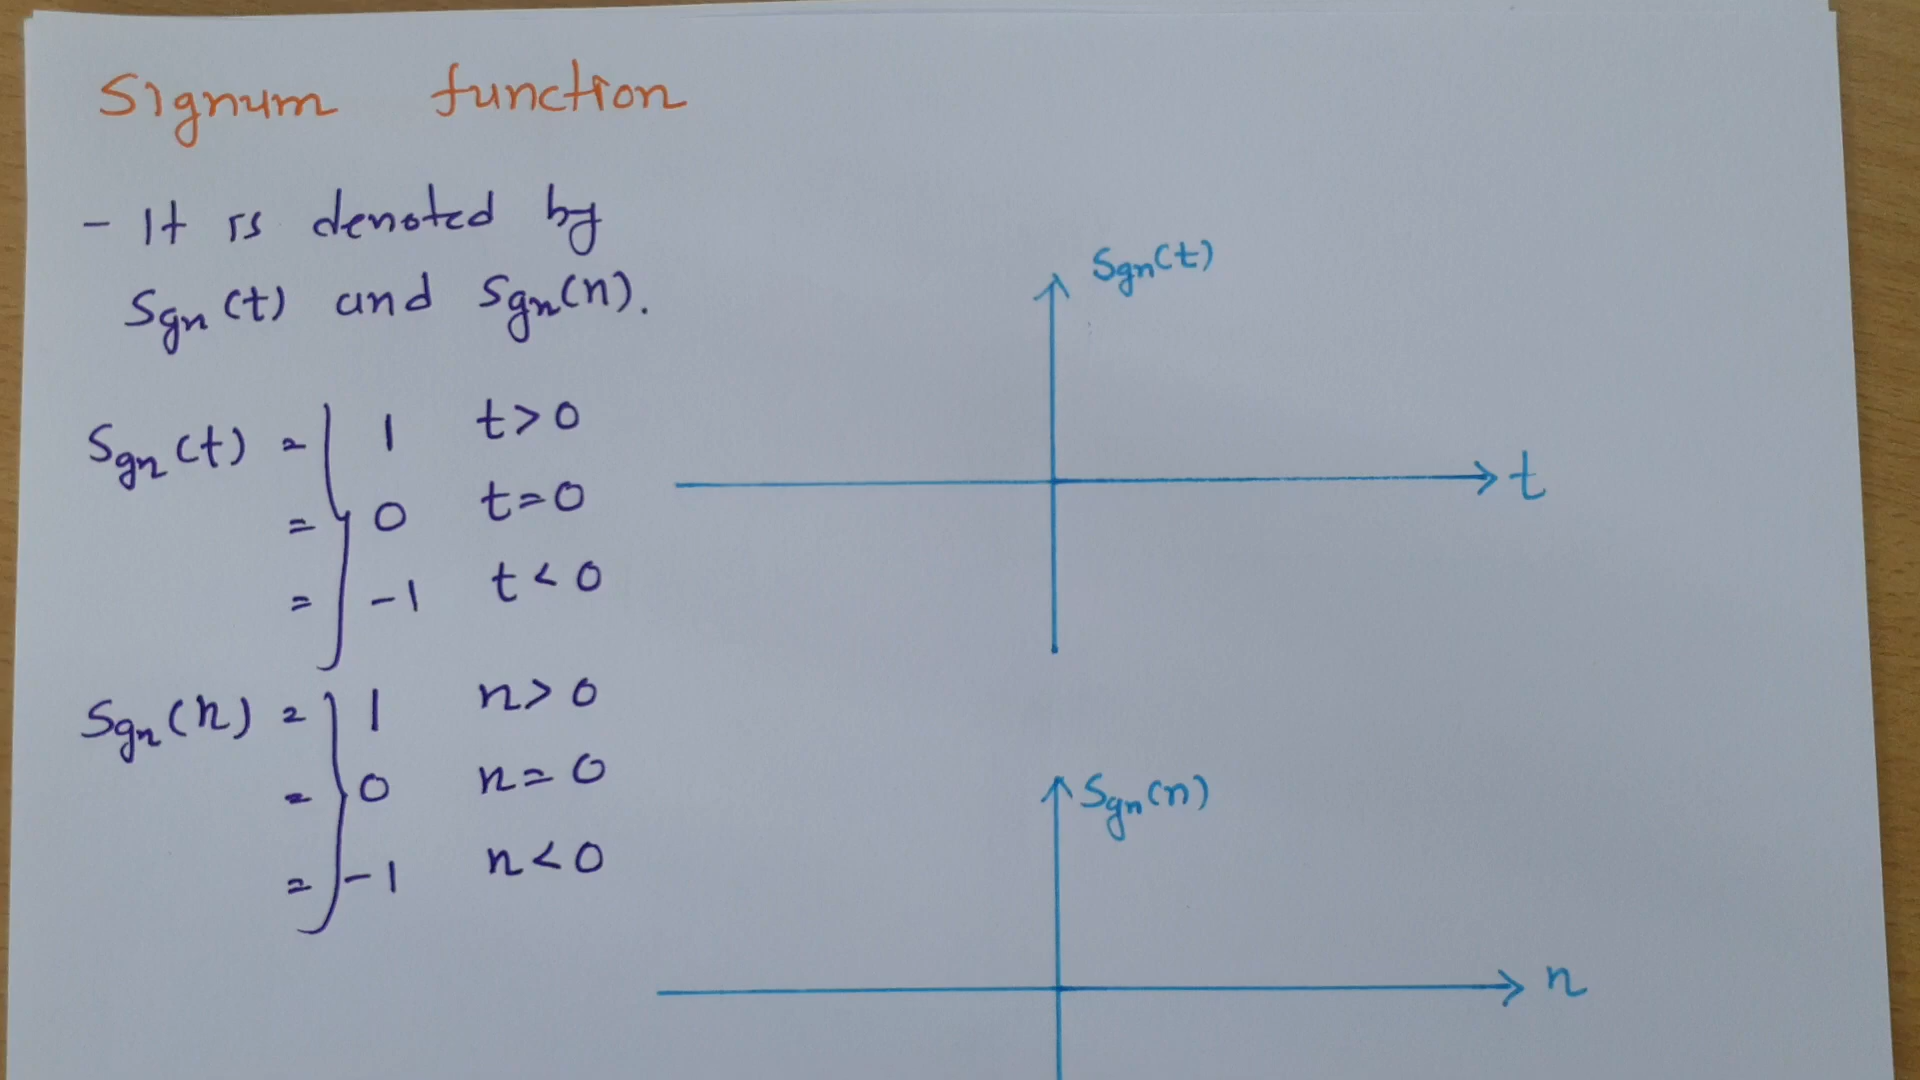 Signum function
- It is denoted by
Sgn (t) and Sgn(n).
Sgn (t) = { 1 t > 0
= 0 t = 0
= -1 t < 0
Sgn (n) = { 1 n > 0
= 0 n = 0
= -1 n < 0
Sgn(t)
t
Sgn(n)
n